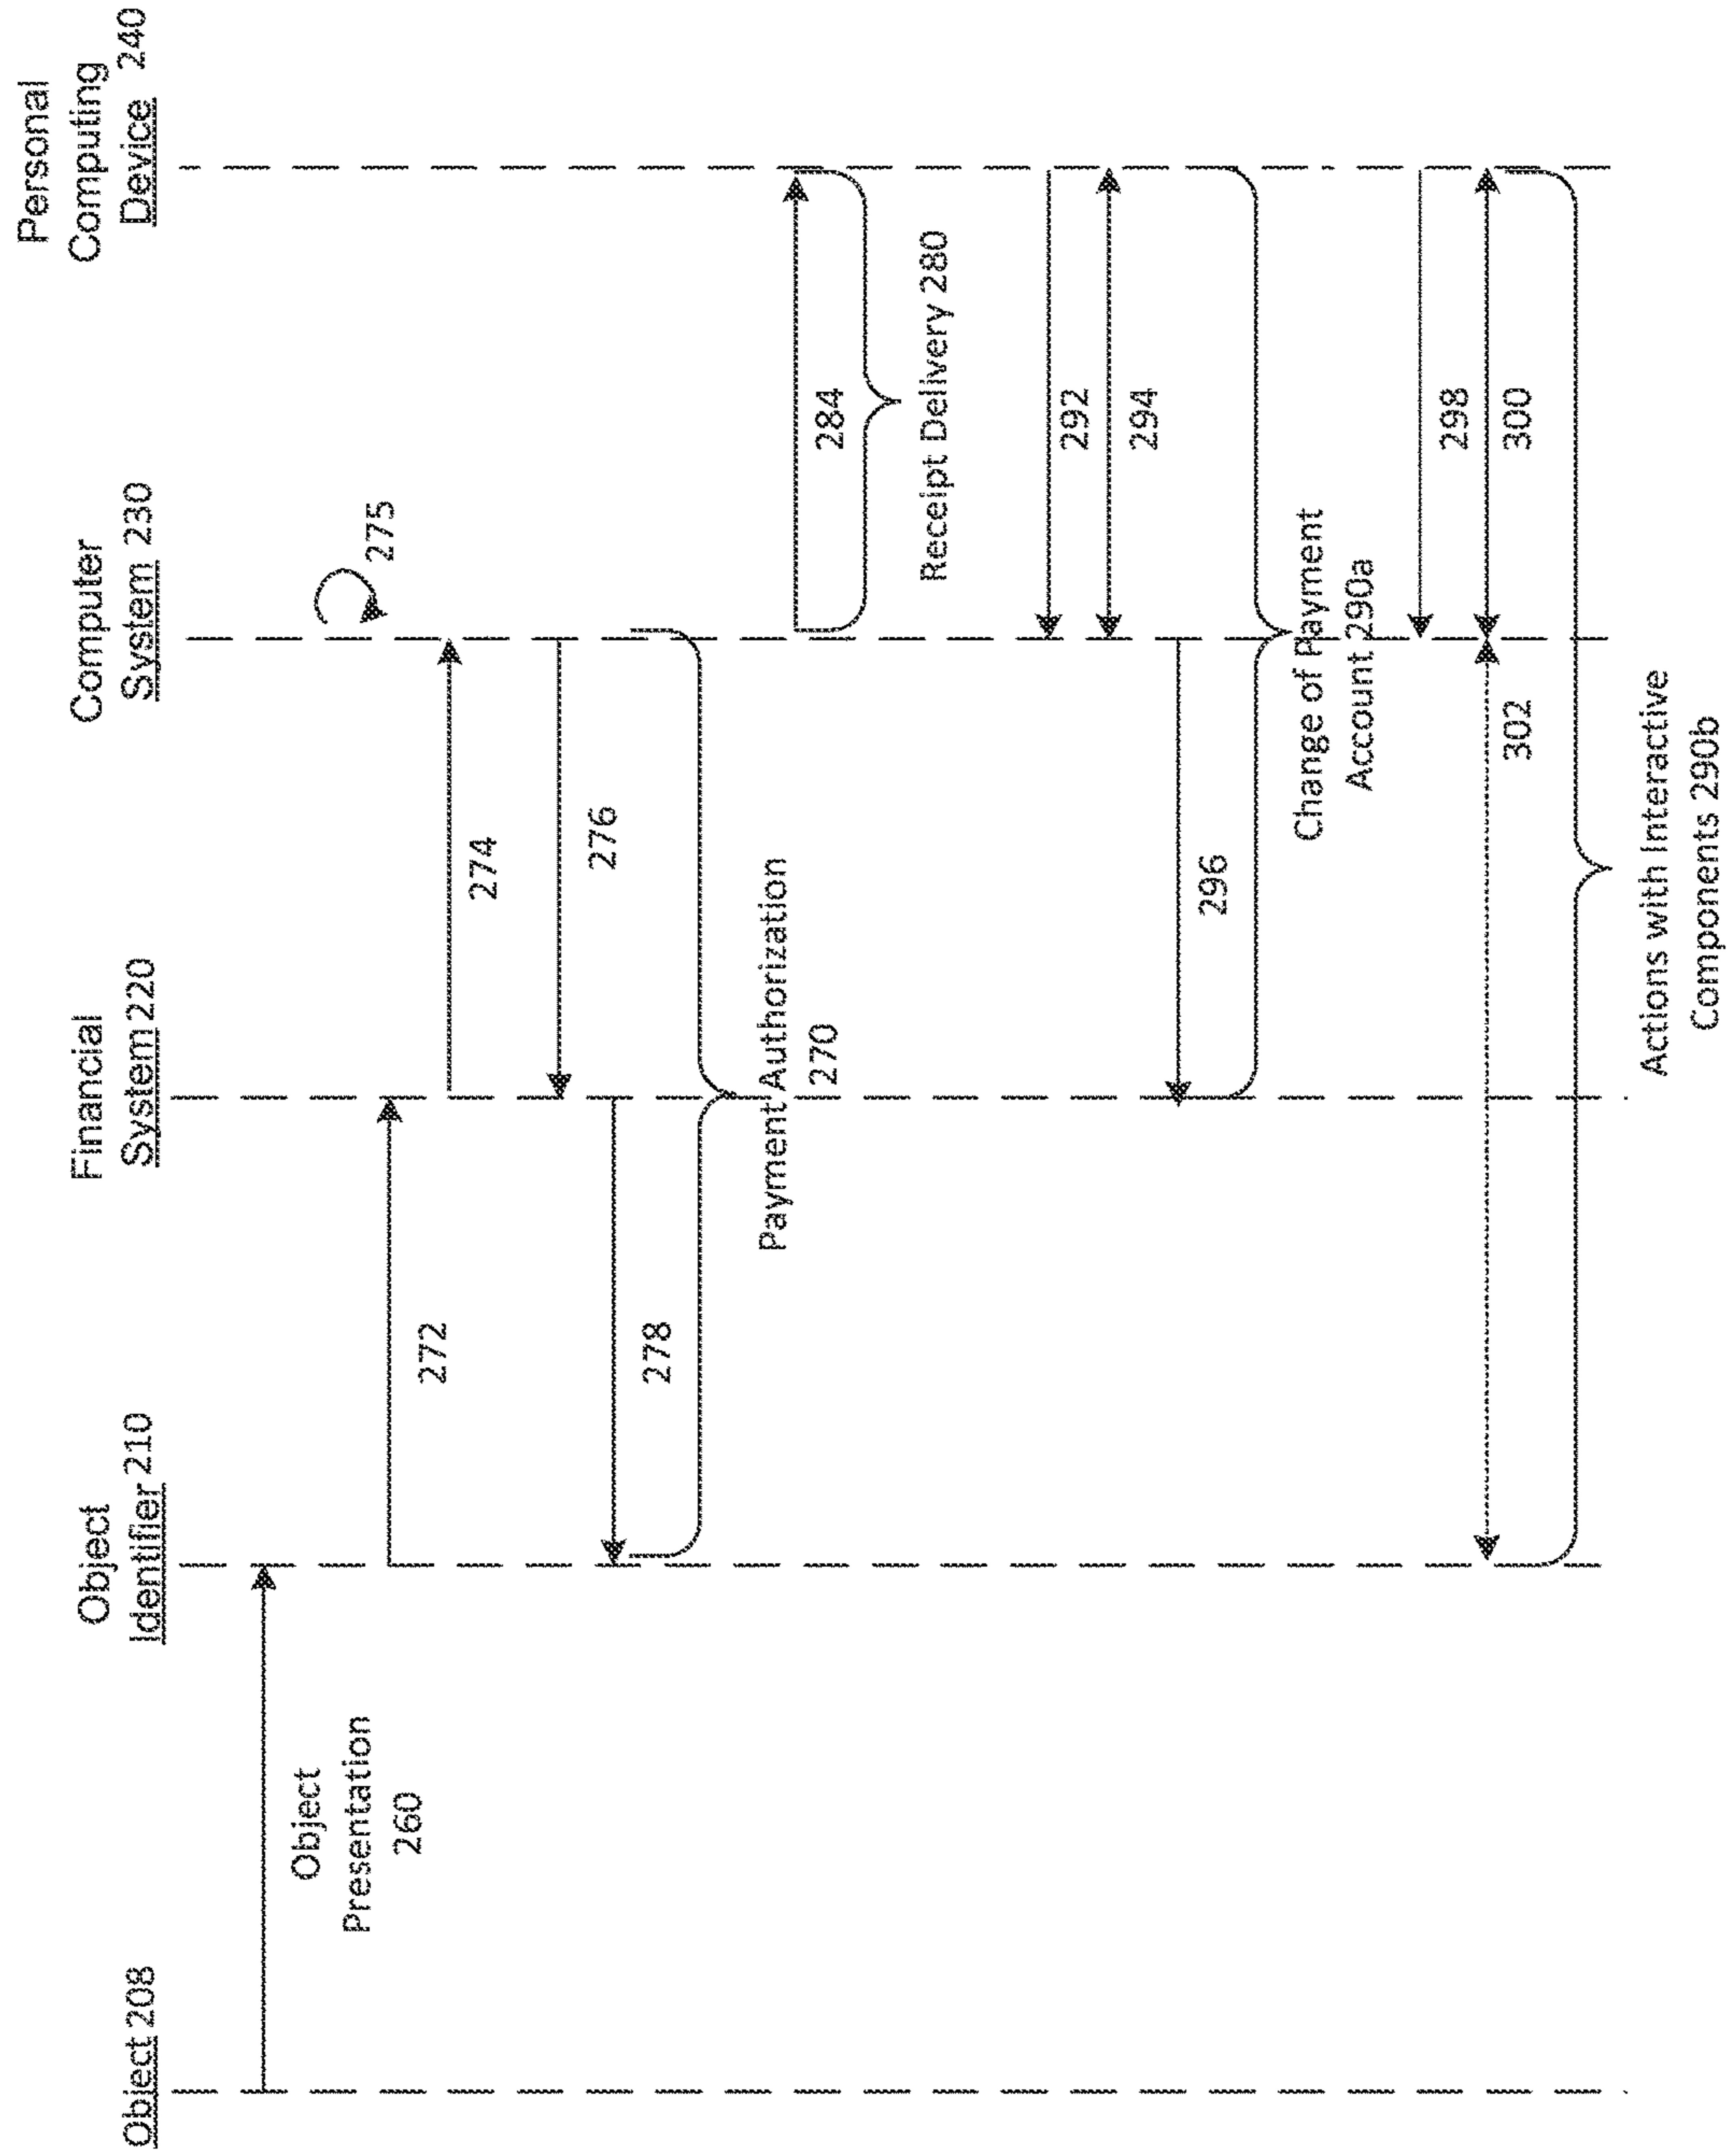 Object 208
Object
Identifier 210
Financial
System 220
Computer
System 230
Personal
Computing
Device 240
Object
Presentation
260
272
275
274
276
278
Payment Authorization
270
284
Receipt Delivery 280
292
294
296
Change of Payment
Account 290a
298
300
302
Actions with Interactive
Components 290b